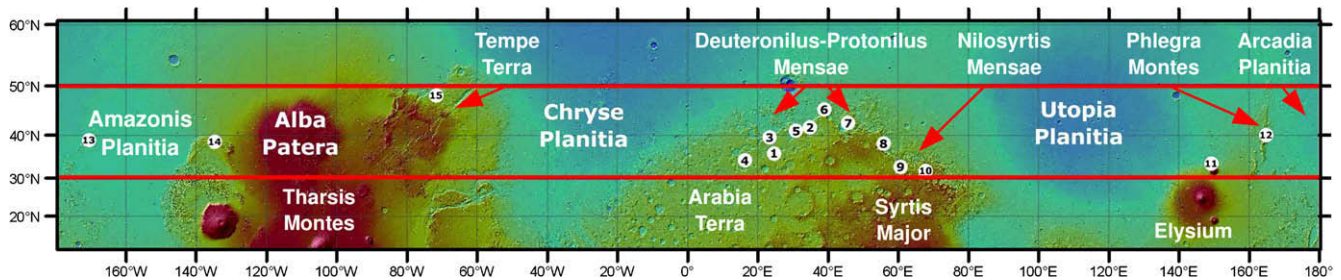 60°N
Tempe
Terra
Deuteronilus-Protonilus
Mensae
Nilosyrtis
Mensae
Phlegra
Montes
Arcadia
Planitia
50°N
15
Amazonis
Planitia
Alba
Patera
Chryse
Planitia
Utopia
Planitia
40°N
13
14
6
7
3
5
2
1
4
8
9
10
12
11
30°N
Tharsis
Montes
Arabia
Terra
Syrtis
Major
Elysium
20°N
160°W 140°W 120°W 100°W 80°W 60°W 40°W 20°W 0° 20°E 40°E 60°E 80°E 100°E 120°E 140°E 160°E 180°E